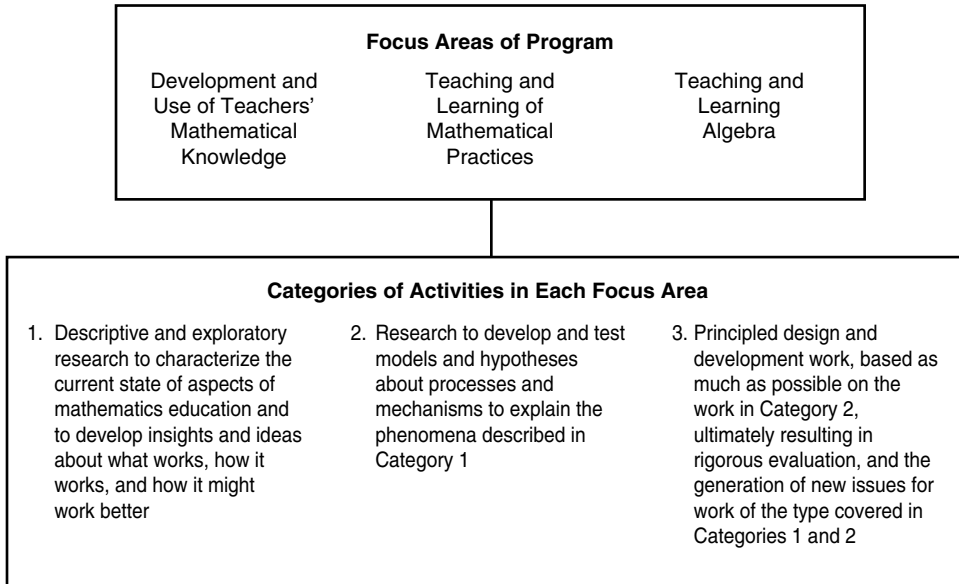 Focus Areas of Program
Development and
Use of Teachers’
Mathematical
Knowledge
Teaching and
Learning of
Mathematical
Practices
Teaching and
Learning
Algebra
Categories of Activities in Each Focus Area
1. Descriptive and exploratory
research to characterize the
current state of aspects of
mathematics education and
to develop insights and ideas
about what works, how it
works, and how it might
work better
2. Research to develop and test
models and hypotheses
about processes and
mechanisms to explain the
phenomena described in
Category 1
3. Principled design and
development work, based as
much as possible on the
work in Category 2,
ultimately resulting in
rigorous evaluation, and the
generation of new issues for
work of the type covered in
Categories 1 and 2